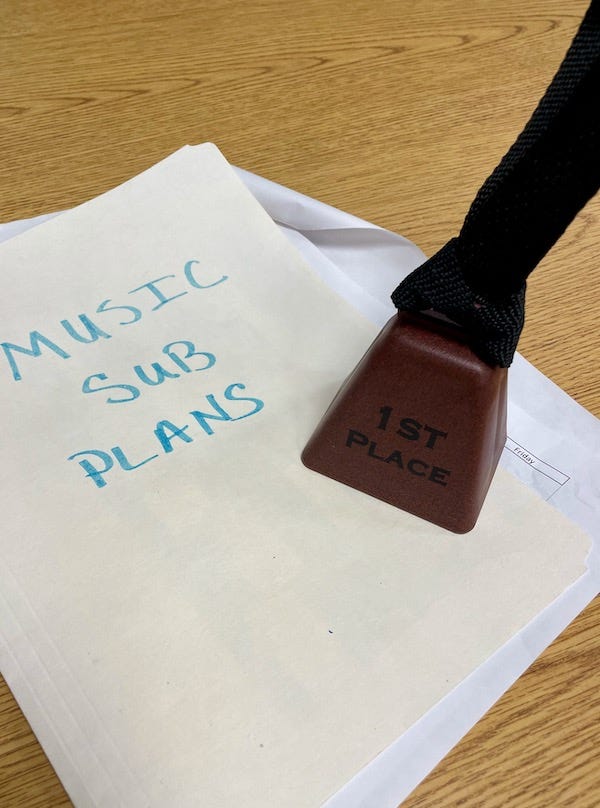 MUSIC
SUB
PLANS
1ST
PLACE
Friday